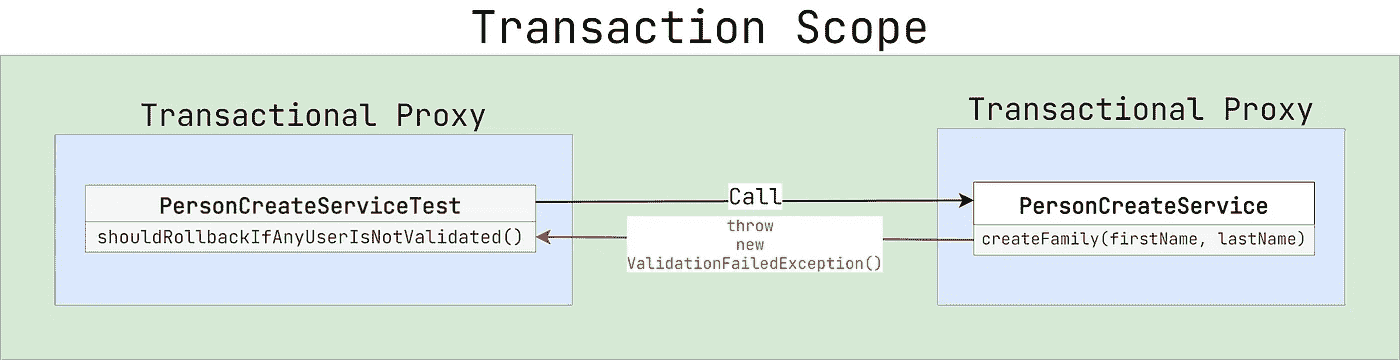 Transaction Scope
Transactional Proxy
PersonCreateServiceTest
shouldRollbackIfAnyUserIsNotValidated()
Call
throw
new
ValidationFailedException()
Transactional Proxy
PersonCreateService
createFamily(firstName, lastName)